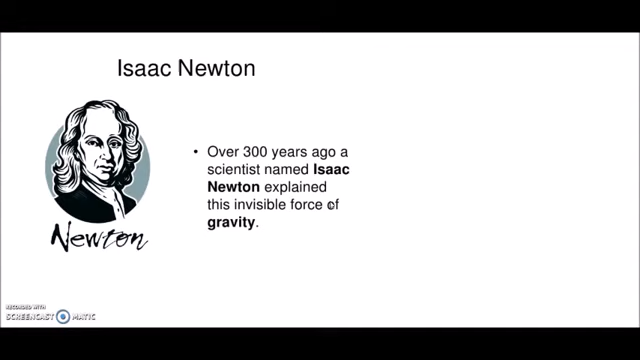 Isaac Newton
• Over 300 years ago a
scientist named Isaac
Newton explained
this invisible force of
gravity.
Newton
RECORDED WITH
SCREENCAST MATIC